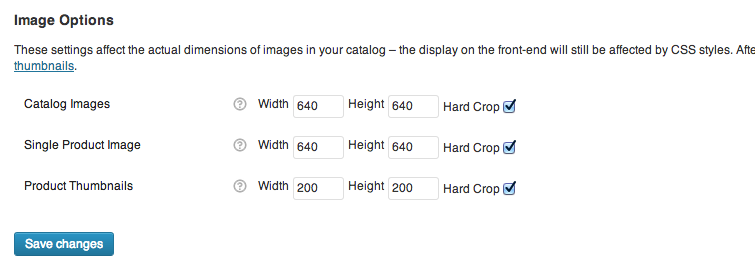 Image Options
These settings affect the actual dimensions of images in your catalog – the display on the front-end will still be affected by CSS styles. Afte
thumbnails.
Catalog Images ? Width 640 Height 640 Hard Crop
Single Product Image ? Width 640 Height 640 Hard Crop
Product Thumbnails ? Width 200 Height 200 Hard Crop
Save changes